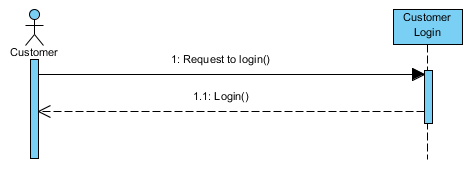 Customer
Login
Customer
1: Request to login()
1.1: Login()